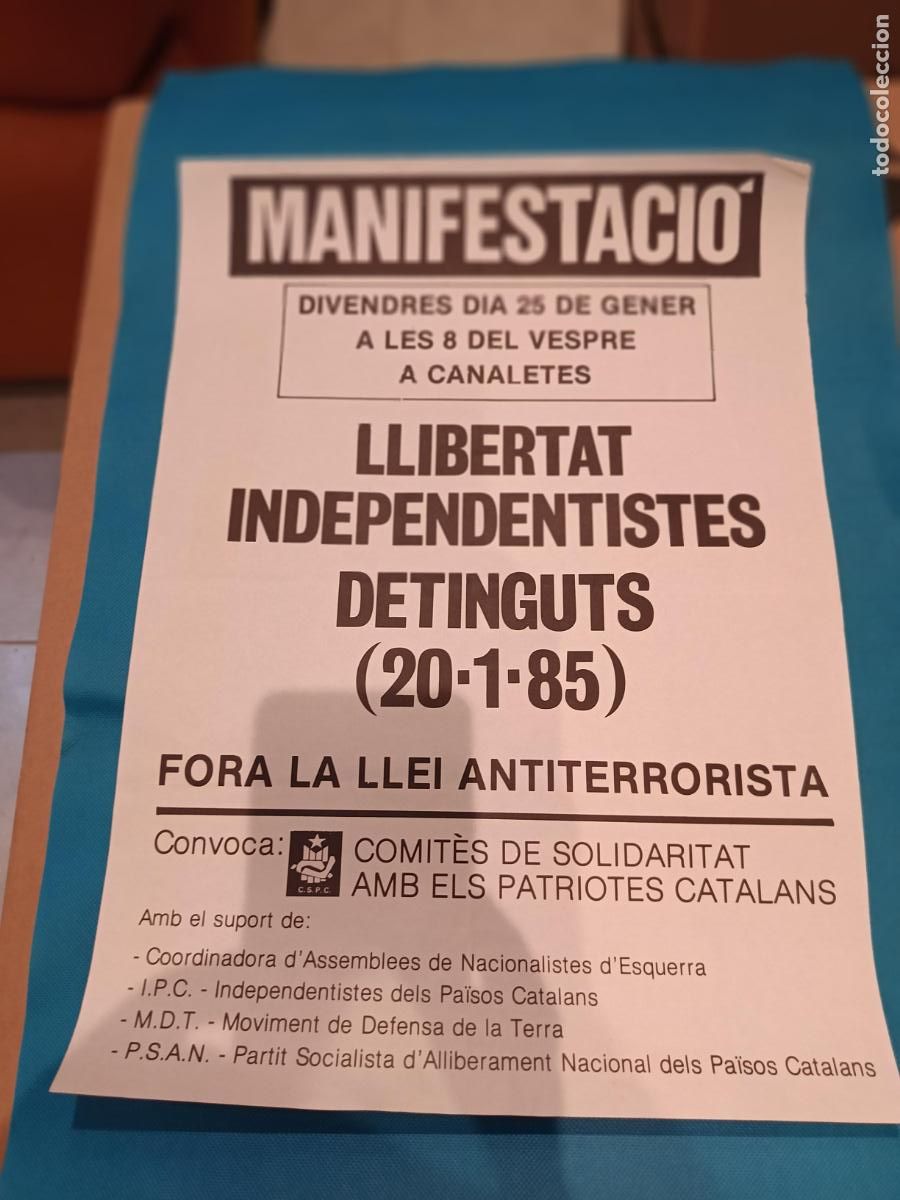 todocoleccion
MANIFESTACIÓ
DIVENDRES DIA 25 DE GENER
A LES 8 DEL VESPRE
A CANALETES
LLIBERTAT
INDEPENDENTISTES
DETINGUTS
(20·1·85)
FORA LA LLEI ANTITERRORISTA
Convoca:
C.S.P.C.
COMITÈS DE SOLIDARITAT
AMB ELS PATRIOTES CATALANS
Amb el suport de:
- Coordinadora d'Assemblees de Nacionalistes d'Esquerra
- I.P.C. - Independentistes dels Països Catalans
- M.D.T. - Moviment de Defensa de la Terra
- P.S.A.N. - Partit Socialista d'Alliberament Nacional dels Països Catalans